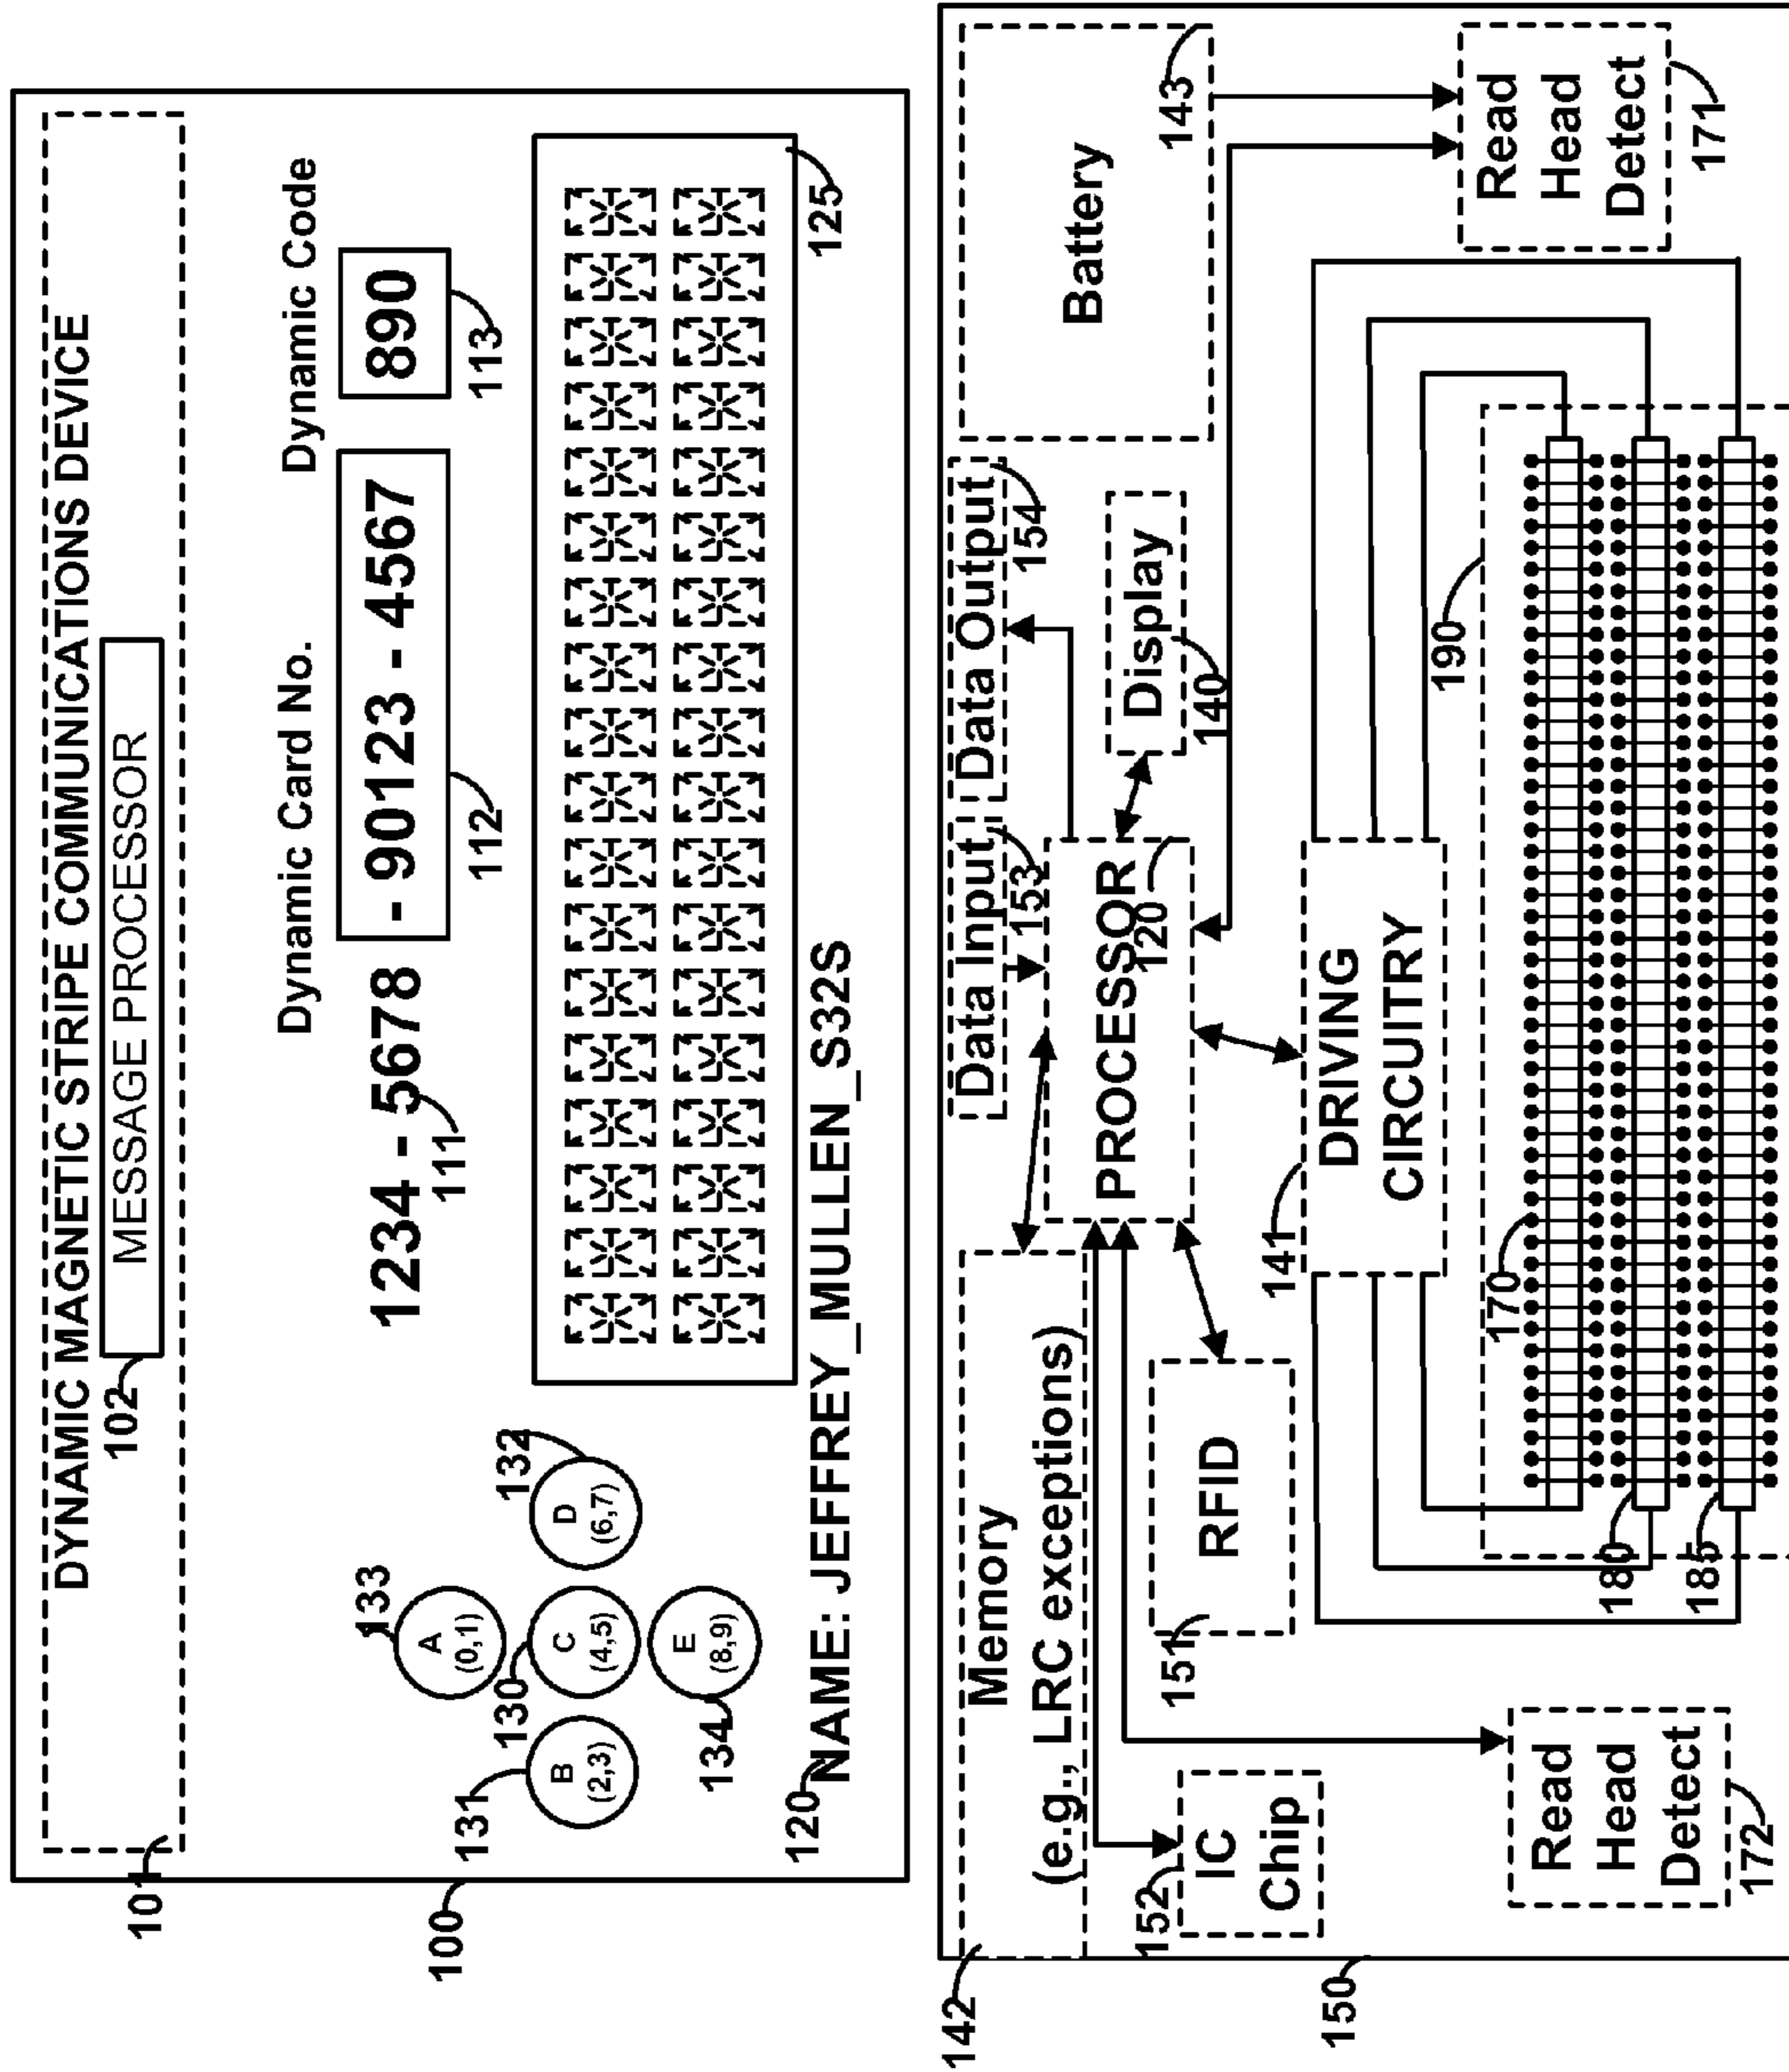 DYNAMIC MAGNETIC STRIPE COMMUNICATIONS DEVICE
101
102
MESSAGE PROCESSOR
Dynamic Card No.
Dynamic Code
100
133
A
(0,1)
1234 - 5678 - 90123 - 4567
890
111
112
113
131
130
132
B
(2,3)
C
(4,5)
D
(6,7)
134
E
(8,9)
125
120
NAME: JEFFREY_MULLEN_S32S
142
Memory
(e.g., LRC exceptions)
Data Input
153
Data Output
154
Battery
143
152
IC
Chip
151
RFID
PROCESSOR
120
Display
140
150
141
DRIVING
CIRCUITRY
Read
Head
Detect
171
Read
Head
Detect
172
170
190
180
185